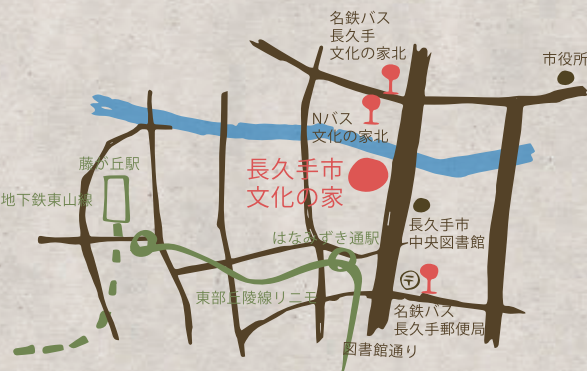 名鉄バス
長久手
文化の家北
市役所
Nバス
文化の家北
藤が丘駅
長久手市
文化の家
地下鉄東山線
はなみずき通駅
長久手市
中央図書館
東部丘陵線リニモ
〒
名鉄バス
長久手郵便局
図書館通り